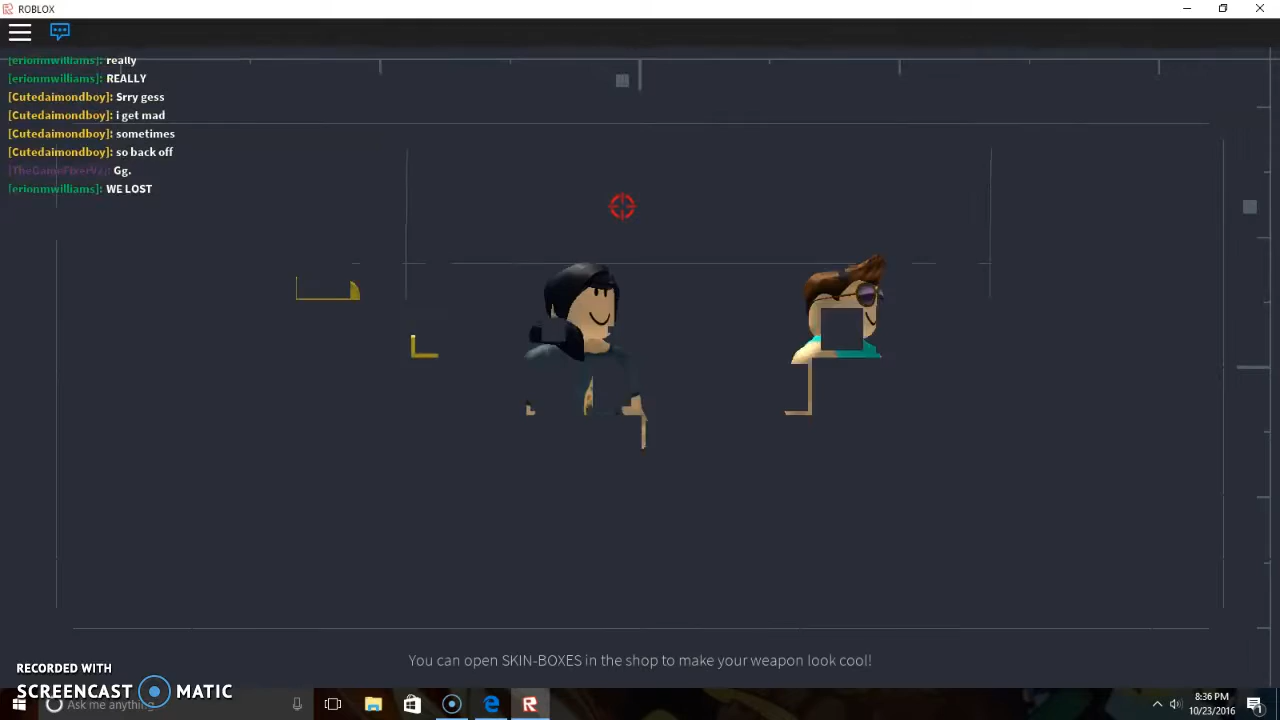 ROBLOX
[erionmwilliams]: really
[erionmwilliams]: REALLY
[Cutedaimondboy]: Srry gess
[Cutedaimondboy]: i get mad
[Cutedaimondboy]: sometimes
[Cutedaimondboy]: so back off
Gg.
[erionmwilliams]: WE LOST
You can open SKIN-BOXES in the shop to make your weapon look cool!
RECORDED WITH
SCREENCAST MATIC
Ask me anything
8:36 PM
10/23/2016